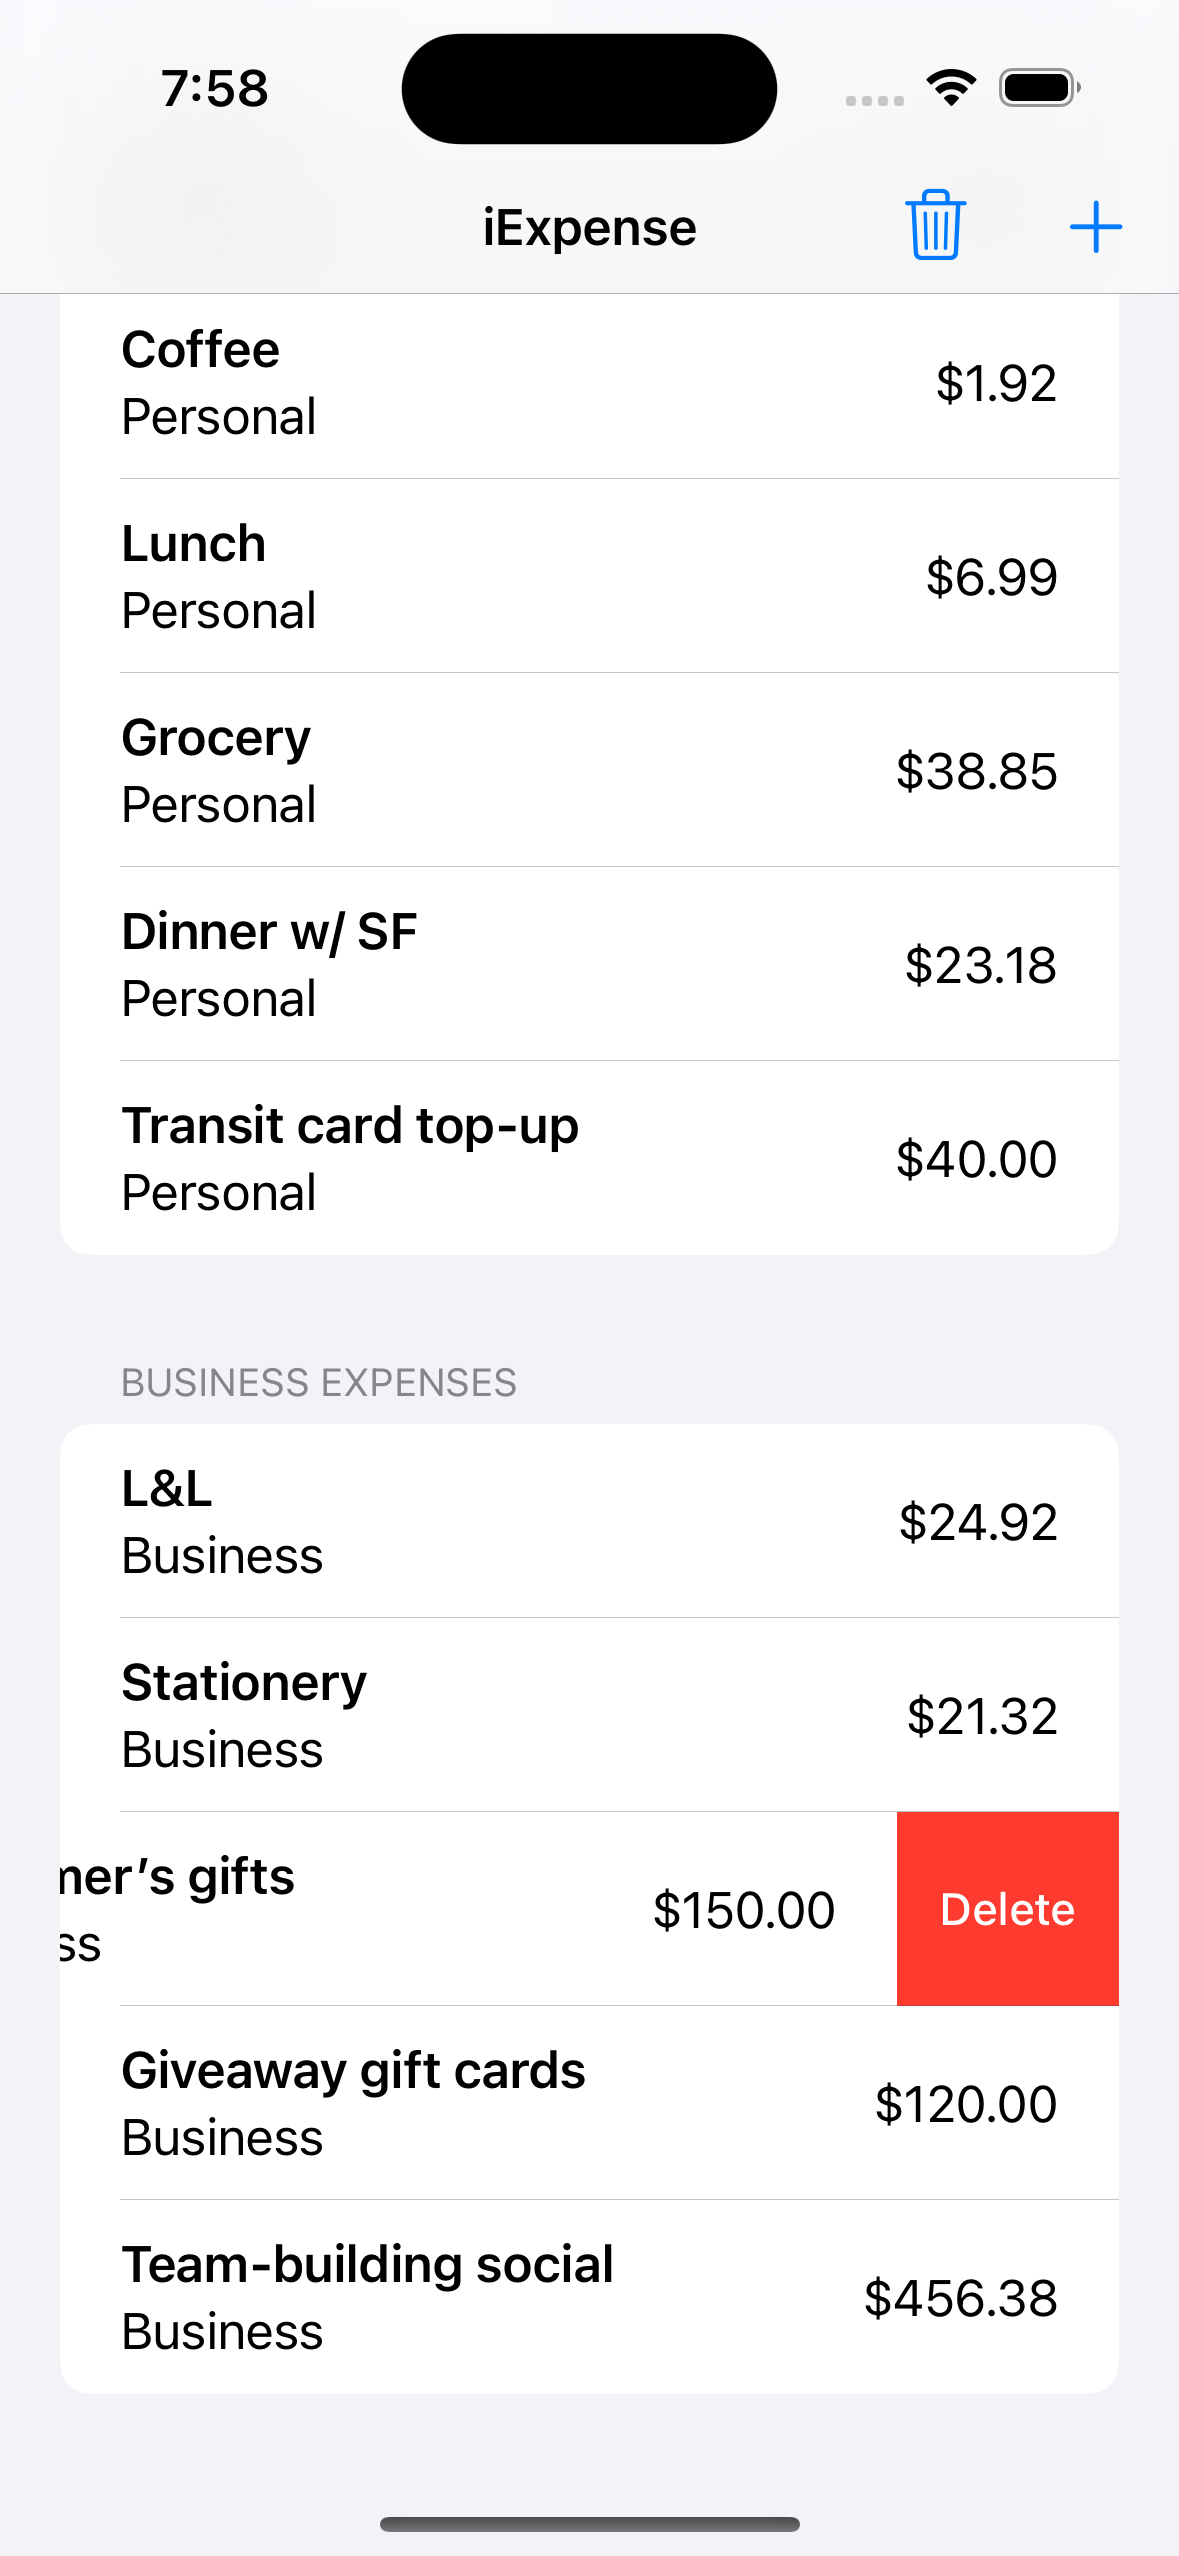 7:58
iExpense
Coffee
Personal
$1.92
Lunch
Personal
$6.99
Grocery
Personal
$38.85
Dinner w/ SF
Personal
$23.18
Transit card top-up
Personal
$40.00
BUSINESS EXPENSES
L&L
Business
$24.92
Stationery
Business
$21.32
mer’s gifts
ss
$150.00
Delete
Giveaway gift cards
Business
$120.00
Team-building social
Business
$456.38